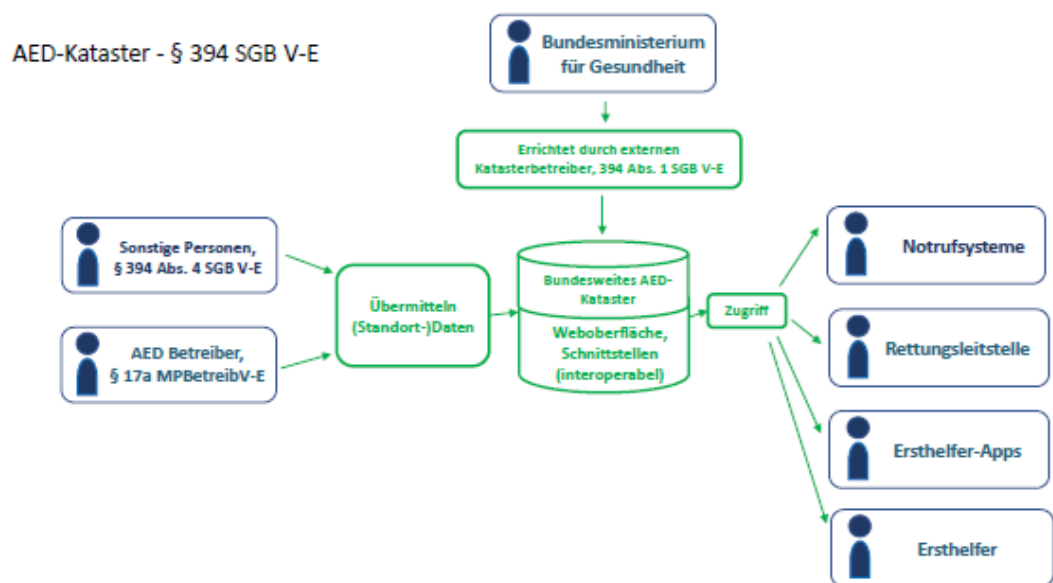 AED-Kataster - § 394 SGB V-E
Bundesministerium
für Gesundheit
Errichtet durch externen
Katasterbetreiber, 394 Abs. 1 SGB V-E
Sonstige Personen,
§ 394 Abs. 4 SGB V-E
AED Betreiber,
§ 17a MPBetreibV-E
Übermitteln
(Standort-)Daten
Bundesweites AED-
Kataster
Weboberfläche,
Schnittstellen
(interoperabel)
Zugriff
Notrufsysteme
Rettungsleitstelle
Ersthelfer-Apps
Ersthelfer